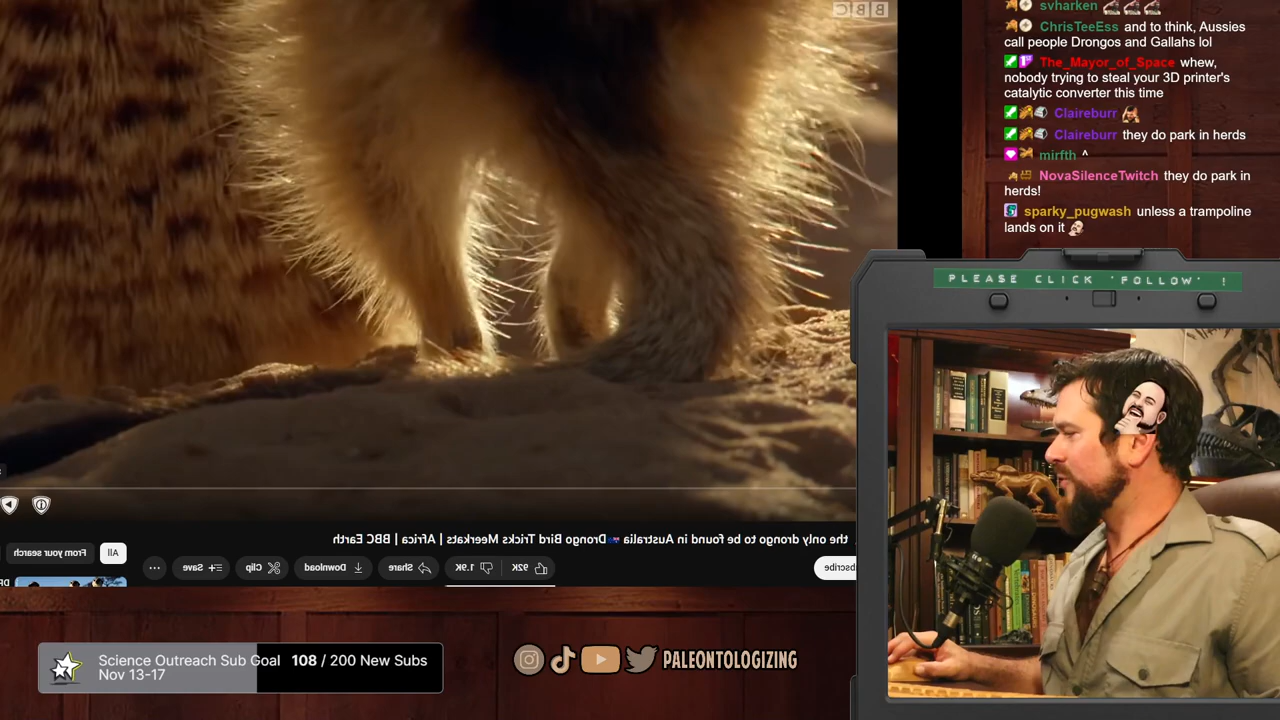 BBC
svharken
ChrisTeeEss and to think, Aussies
call people Drongos and Gallahs lol
The_Mayor_of_Space whew,
nobody trying to steal your 3D printer's
catalytic converter this time
Claireburr
Claireburr they do park in herds
mirfth ^
NovaSilenceTwitch they do park in
herds!
sparky_pugwash unless a trampoline
lands on it
PLEASE CLICK "FOLLOW" !
the only drongo to be found in Australia Drongo Bird Tricks Meerkats | Africa | BBC Earth
All
From your search
Save
Clip
Download
Share
1.9K
92K
bscribe
Science Outreach Sub Goal 108 / 200 New Subs
Nov 13-17
PALEONTOLOGIZING